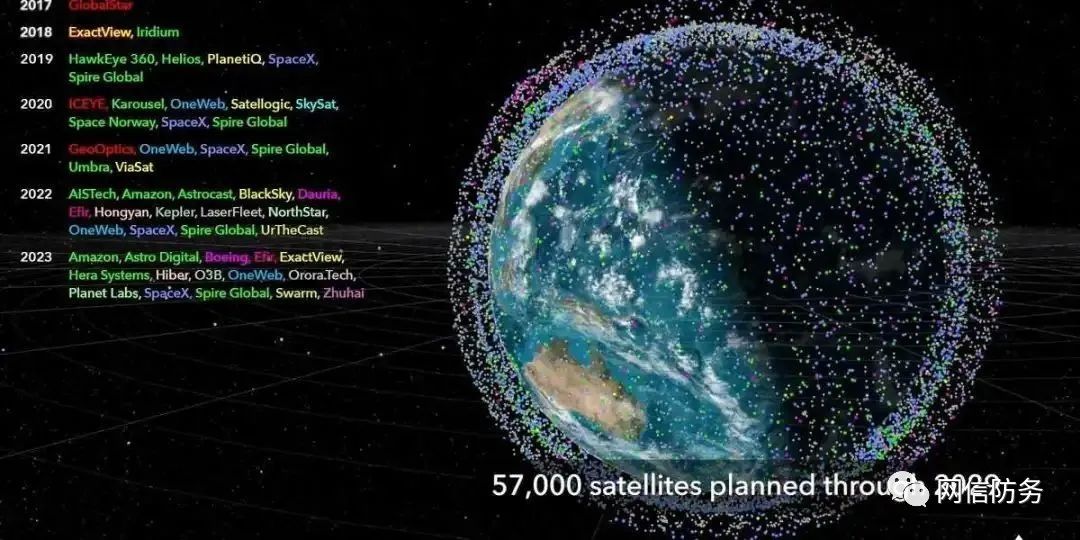 2017 GlobalStar
2018 ExactView, Iridium
2019 HawkEye 360, Helios, PlanetiQ, SpaceX,
Spire Global
2020 ICEYE, Karousel, OneWeb, Satellogic, SkySat,
Space Norway, SpaceX, Spire Global
2021 GeoOptics, OneWeb, SpaceX, Spire Global,
Umbra, ViaSat
2022 AISTech, Amazon, Astrocast, BlackSky, Dauria,
Efir, Hongyan, Kepler, LaserFleet, NorthStar,
OneWeb, SpaceX, Spire Global, UrTheCast
2023 Amazon, Astro Digital, Boeing, Efir, ExactView,
Hera Systems, Hiber, O3B, OneWeb, Orora.Tech,
Planet Labs, SpaceX, Spire Global, Swarm, Zhuhai
57,000 satellites planned through
网信防务